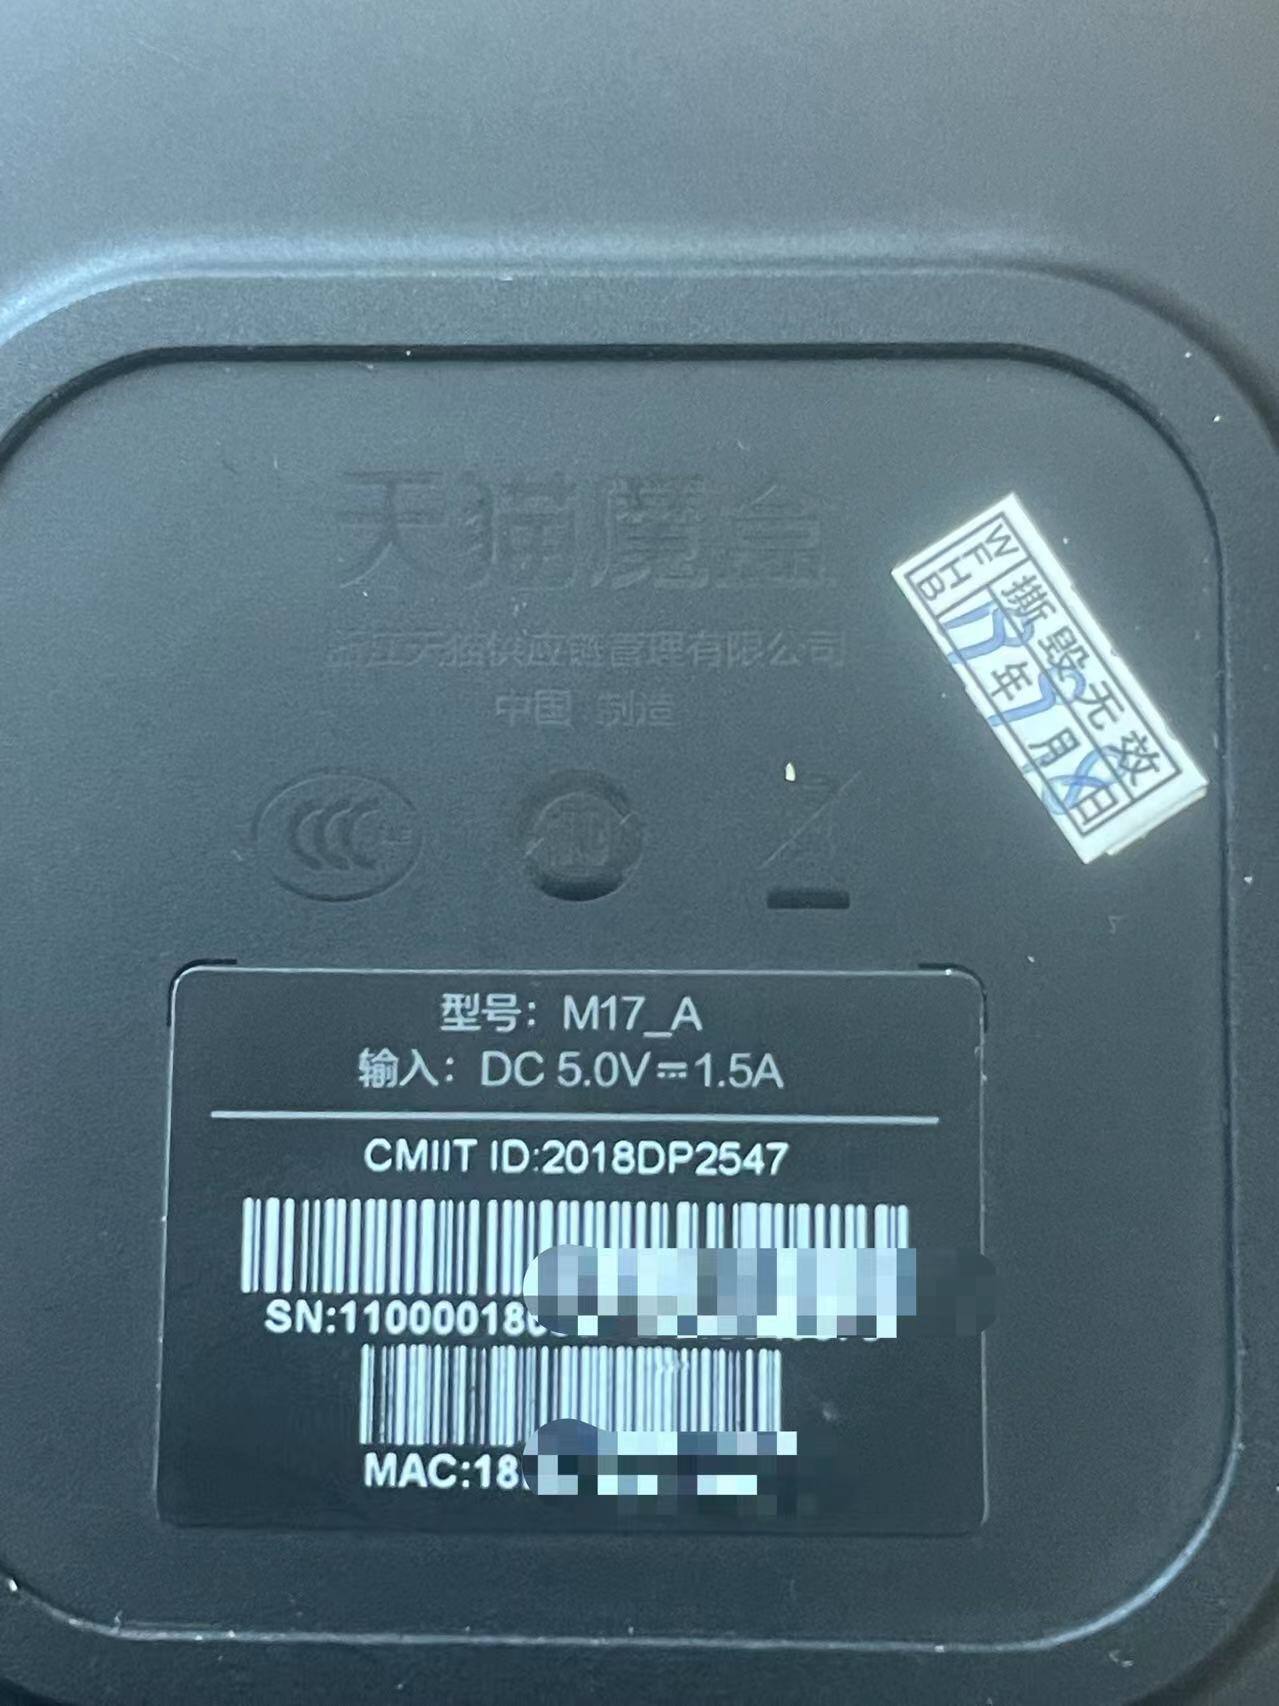 天猫魔盒
浙江天猫供应链管理有限公司
中国 制造
W
F
H
B
撕毁无效
年 月 日
型号：M17_A
输入：DC 5.0V⎓1.5A
CMIIT ID:2018DP2547
SN:110000186
MAC:18